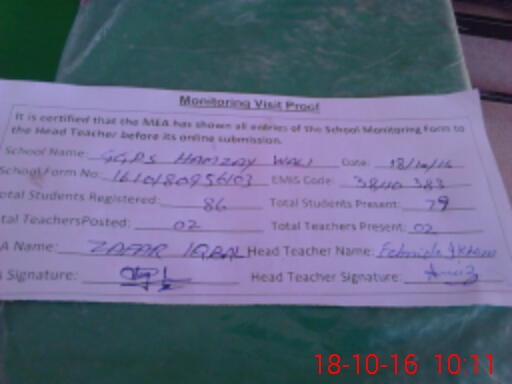 Monitoring Visit Proof
It is certified that the MEA has shown all entries of the School Monitoring Form to
the Head Teacher before its online submission.
School Name: GGPS HAMZAY WALI Date: 18/10/16
School Form No: EMIS Code: 3840 383
otal Students Registered: 86 Total Students Present: 79
tal TeachersPosted: 02 Total Teachers Present: 02
A Name: ZAFAR IQBAL Head Teacher Name:
Signature: Head Teacher Signature:
18-10-16 10:11